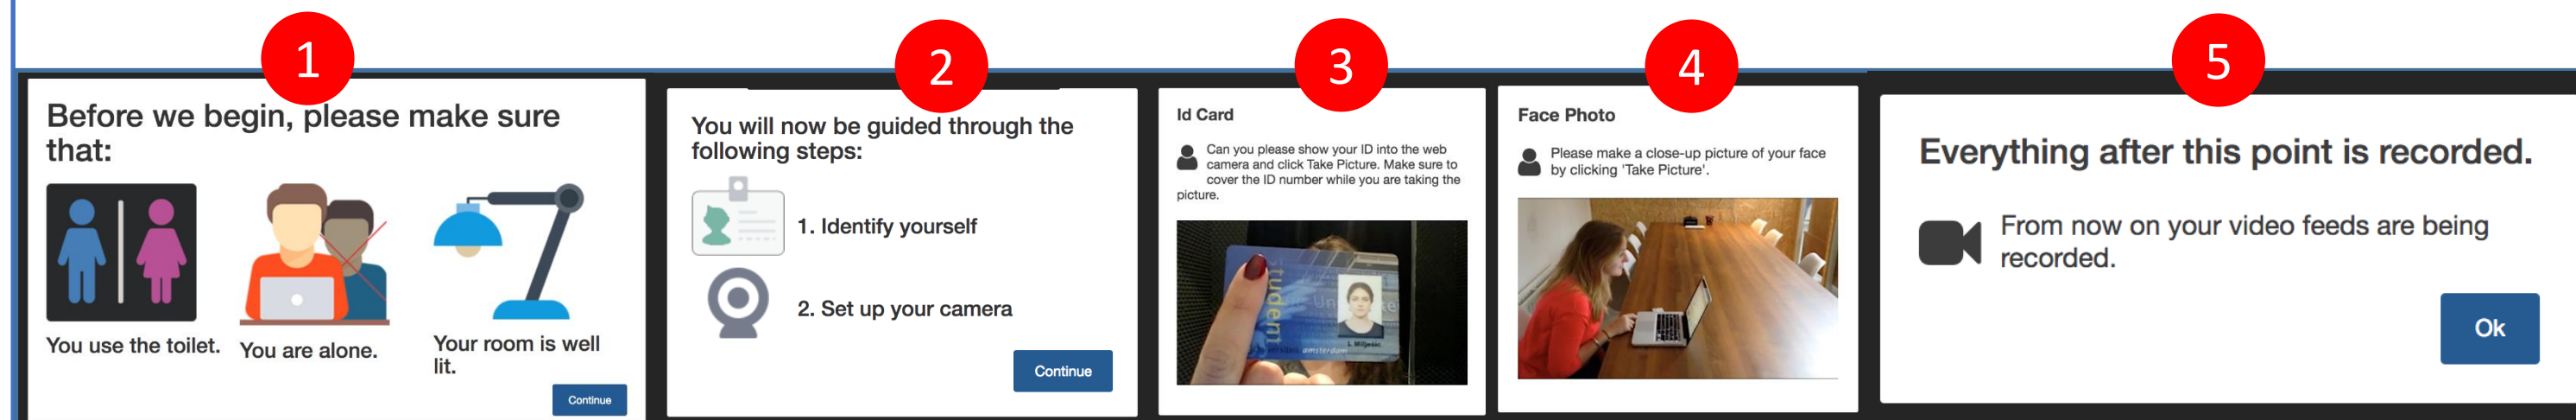 1
Before we begin, please make sure
that:
You use the toilet.
You are alone.
Your room is well
lit.
Continue
2
You will now be guided through the
following steps:
1. Identify yourself
2. Set up your camera
Continue
3
Id Card
Can you please show your ID into the web
camera and click Take Picture. Make sure to
cover the ID number while you are taking the
picture.
student
Un
amsterdam
L. Miljesic
4
Face Photo
Please make a close-up picture of your face
by clicking 'Take Picture'.
5
Everything after this point is recorded.
From now on your video feeds are being
recorded.
Ok